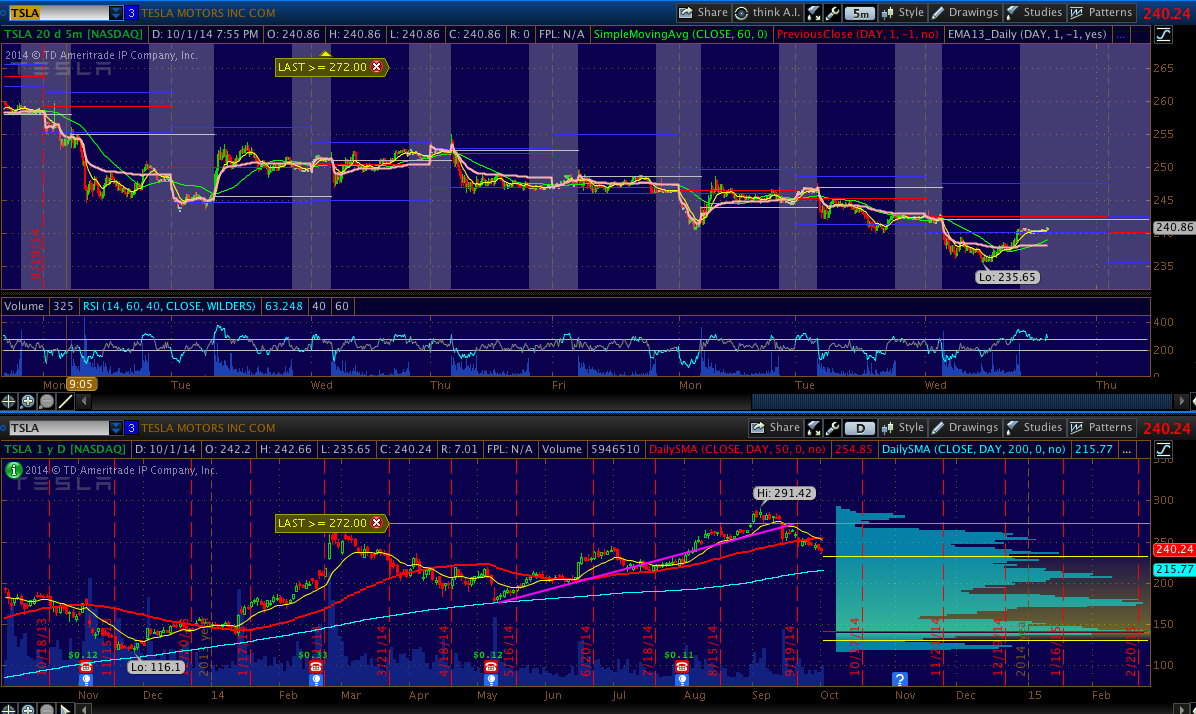 TSLA 3 TESLA MOTORS INC COM Share think A.I. 5m Style Drawings Studies Patterns 240.24
TSLA 20 d 5m [NASDAQ] D: 10/1/14 7:55 PM O: 240.86 H: 240.86 L: 240.86 C: 240.86 R: 0 FPL: N/A SimpleMovingAvg (CLOSE, 60, 0) PreviousClose (DAY, 1, -1, no) EMA13_Daily (DAY, 1, -1, yes) ...
2014 © TD Ameritrade IP Company, Inc.
TESLA
LAST >= 272.00
265
260
255
250
245
240.86
235
9/19/14
Lo: 235.65
Volume 325 RSI (14, 60, 40, CLOSE, WILDERS) 63.248 40 60
400
200
0
Mon 9:05 Tue Wed Thu Fri Mon Tue Wed Thu
TSLA 3 TESLA MOTORS INC COM Share D Style Drawings Studies Patterns 240.24
TSLA 1 y D [NASDAQ] D: 10/1/14 O: 242.2 H: 242.66 L: 235.65 C: 240.24 R: 7.01 FPL: N/A Volume 5946510 DailySMA (CLOSE, DAY, 50, 0, no) 254.85 DailySMA (CLOSE, DAY, 200, 0, no) 215.77 ...
2014 © TD Ameritrade IP Company, Inc.
TESLA
Hi: 291.42
LAST >= 272.00
300
240.24
215.77
200
150
100
10/18/13
3/21/14
4/18/14
5/16/14
6/20/14
7/18/14
8/15/14
9/19/14
$0.12
$0.33
$0.12
$0.11
Lo: 116.1
Nov Dec 14 Feb Mar Apr May Jun Jul Aug Sep Oct Nov Dec 15 Feb